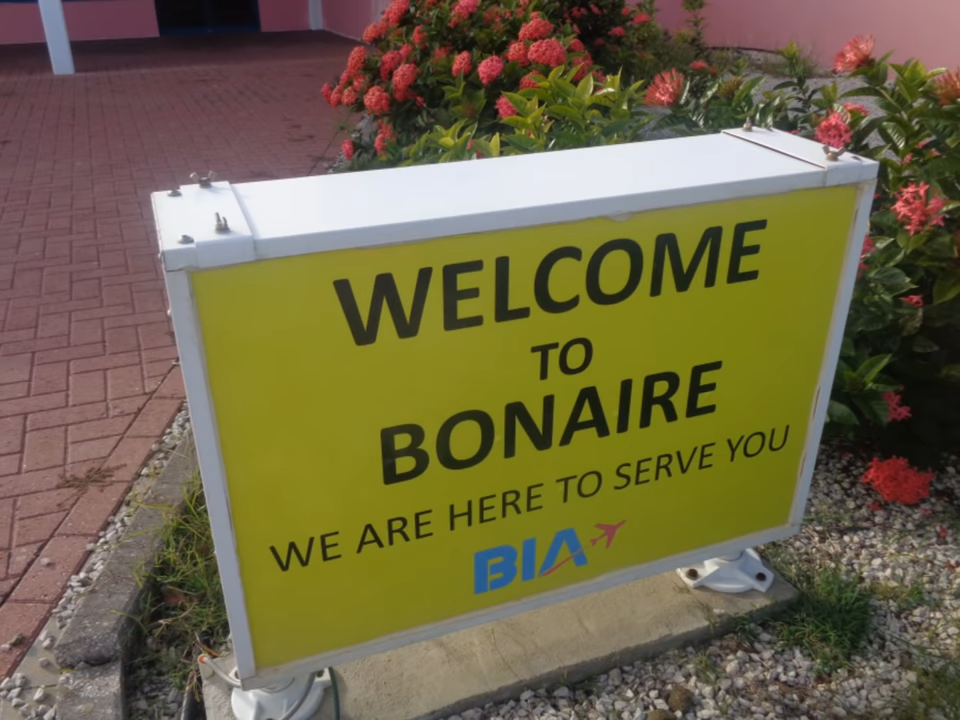 WELCOME
TO
BONAIRE
WE ARE HERE TO SERVE YOU
BIA